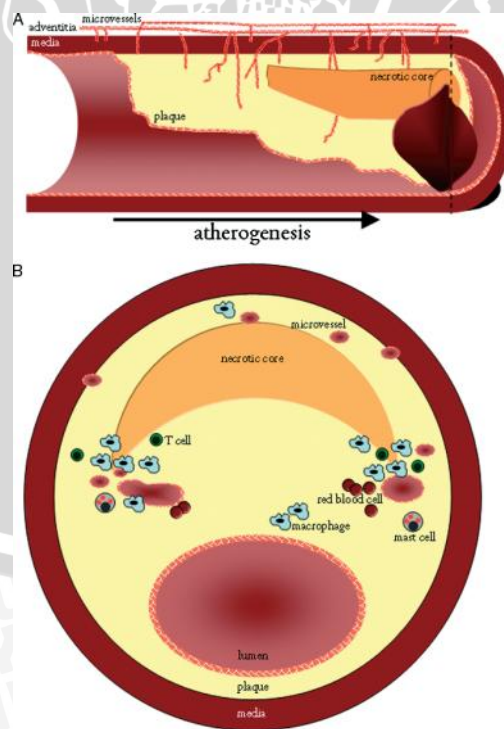 A
microvessels
adventitia
media
necrotic core
plaque
atherogenesis
B
microvessel
necrotic core
T cell
red blood cell
macrophage
mast cell
lumen
plaque
media